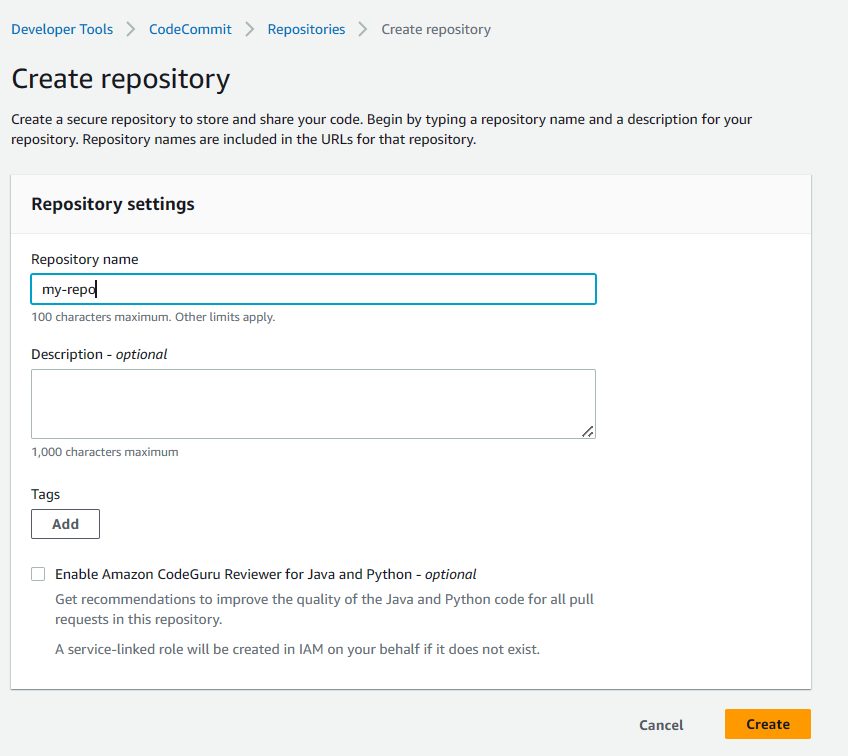 Developer Tools > CodeCommit > Repositories > Create repository
Create repository
Create a secure repository to store and share your code. Begin by typing a repository name and a description for your
repository. Repository names are included in the URLs for that repository.
Repository settings
Repository name
my-repo
100 characters maximum. Other limits apply.
Description - optional
1,000 characters maximum
Tags
Add
Enable Amazon CodeGuru Reviewer for Java and Python - optional
Get recommendations to improve the quality of the Java and Python code for all pull
requests in this repository.
A service-linked role will be created in IAM on your behalf if it does not exist.
Cancel Create